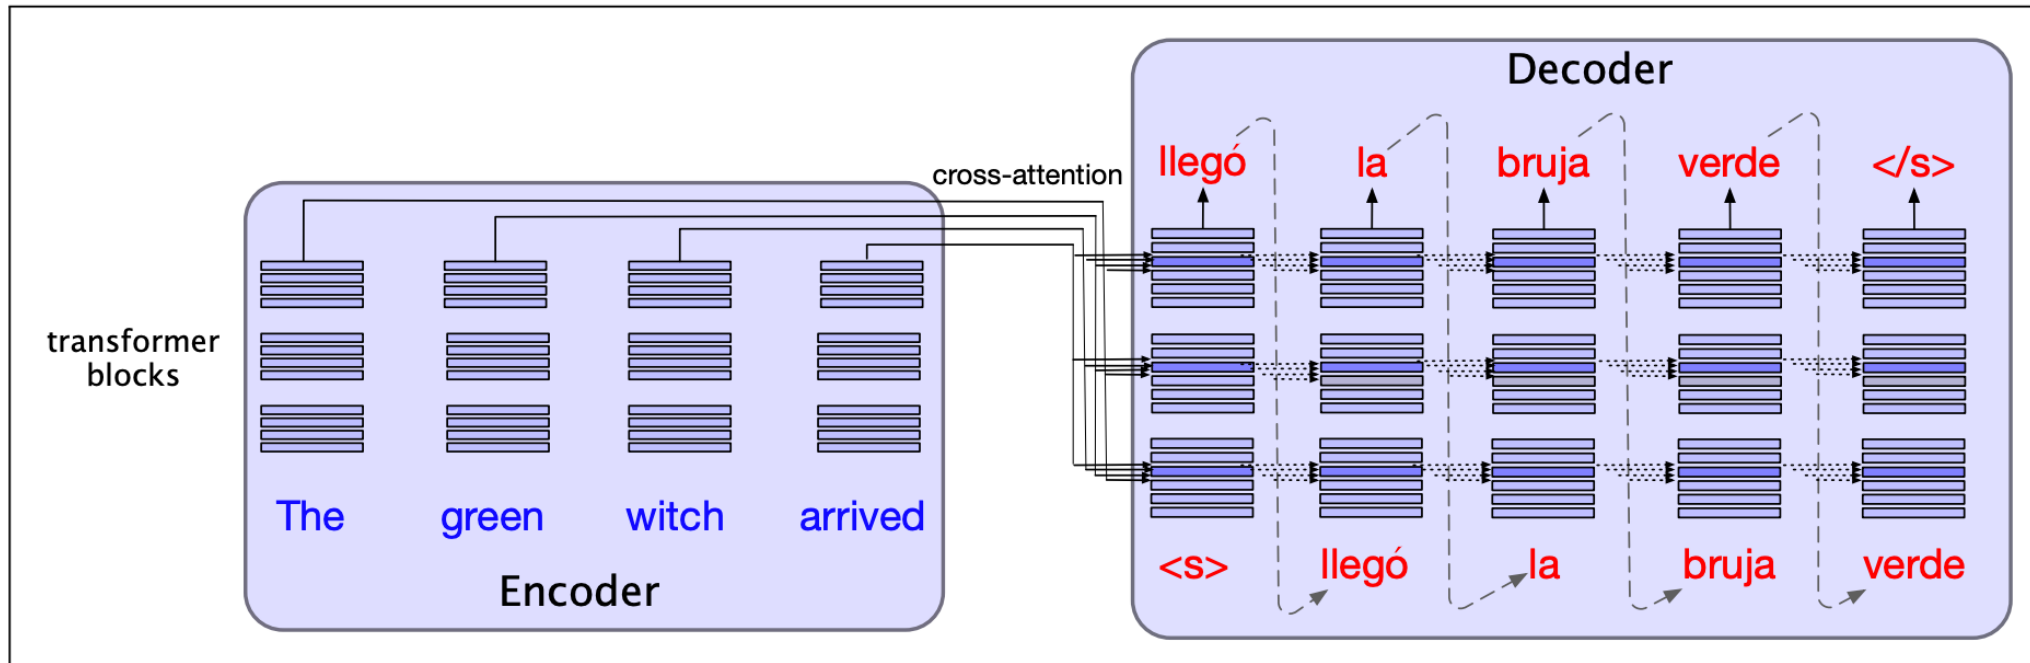 Decoder
llegó la bruja verde </s>
cross-attention
transformer
blocks
The green witch arrived
Encoder
<s> llegó la bruja verde